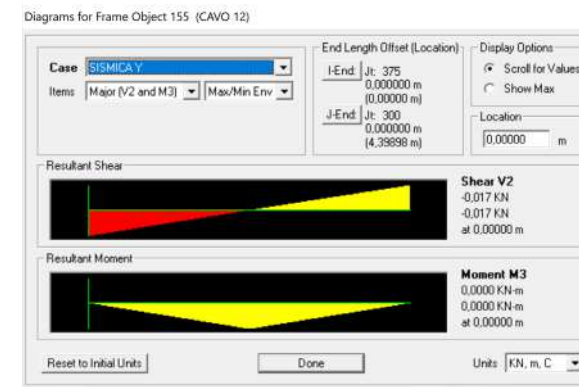 Diagrams for Frame Object 155 (CAVO 12)
End Length Offset (Location)
Display Options
Case SISMICA Y
I-End: Jt: 375
Scroll for Values
0,000000 m
Items Major (V2 and M3) Max/Min Env
(0,00000 m)
Show Max
J-End: Jt: 300
Location
0,000000 m
(4,39898 m)
0,00000 m
Resultant Shear
Shear V2
-0,017 KN
-0,017 KN
at 0,00000 m
Resultant Moment
Moment M3
0,0000 KN-m
0,0000 KN-m
at 0,00000 m
Reset to Initial Units
Done
Units KN, m, C